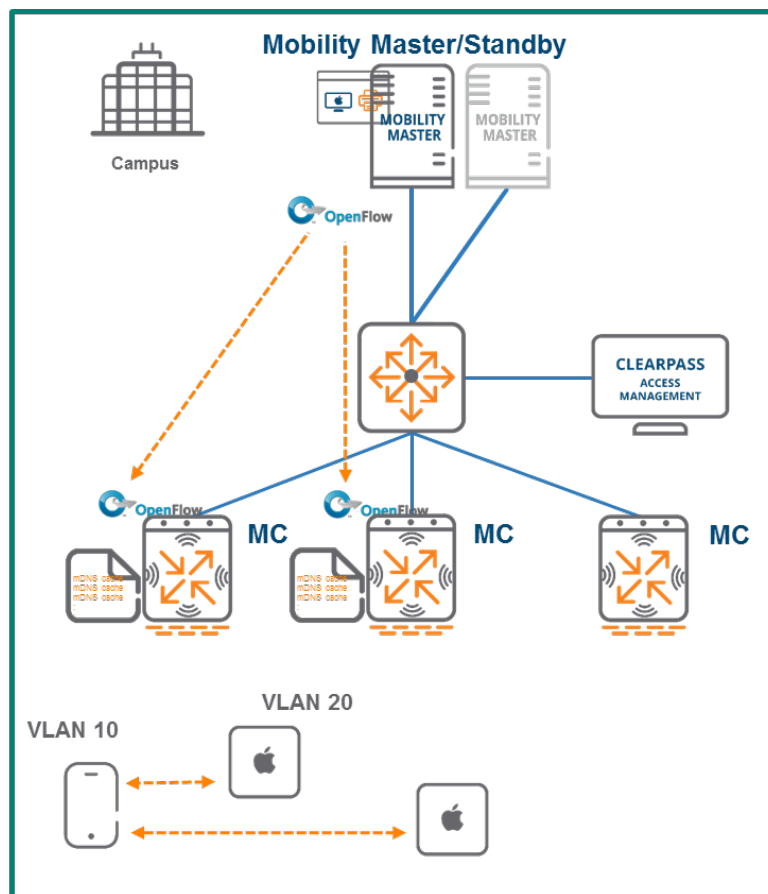 Mobility Master/Standby
Campus
MOBILITY
MASTER
MOBILITY
MASTER
OpenFlow
CLEARPASS
ACCESS
MANAGEMENT
OpenFlow
MC
OpenFlow
MC
MC
mDNS cache
mDNS cache
mDNS cache
:
mDNS cache
mDNS cache
mDNS cache
:
VLAN 20
VLAN 10